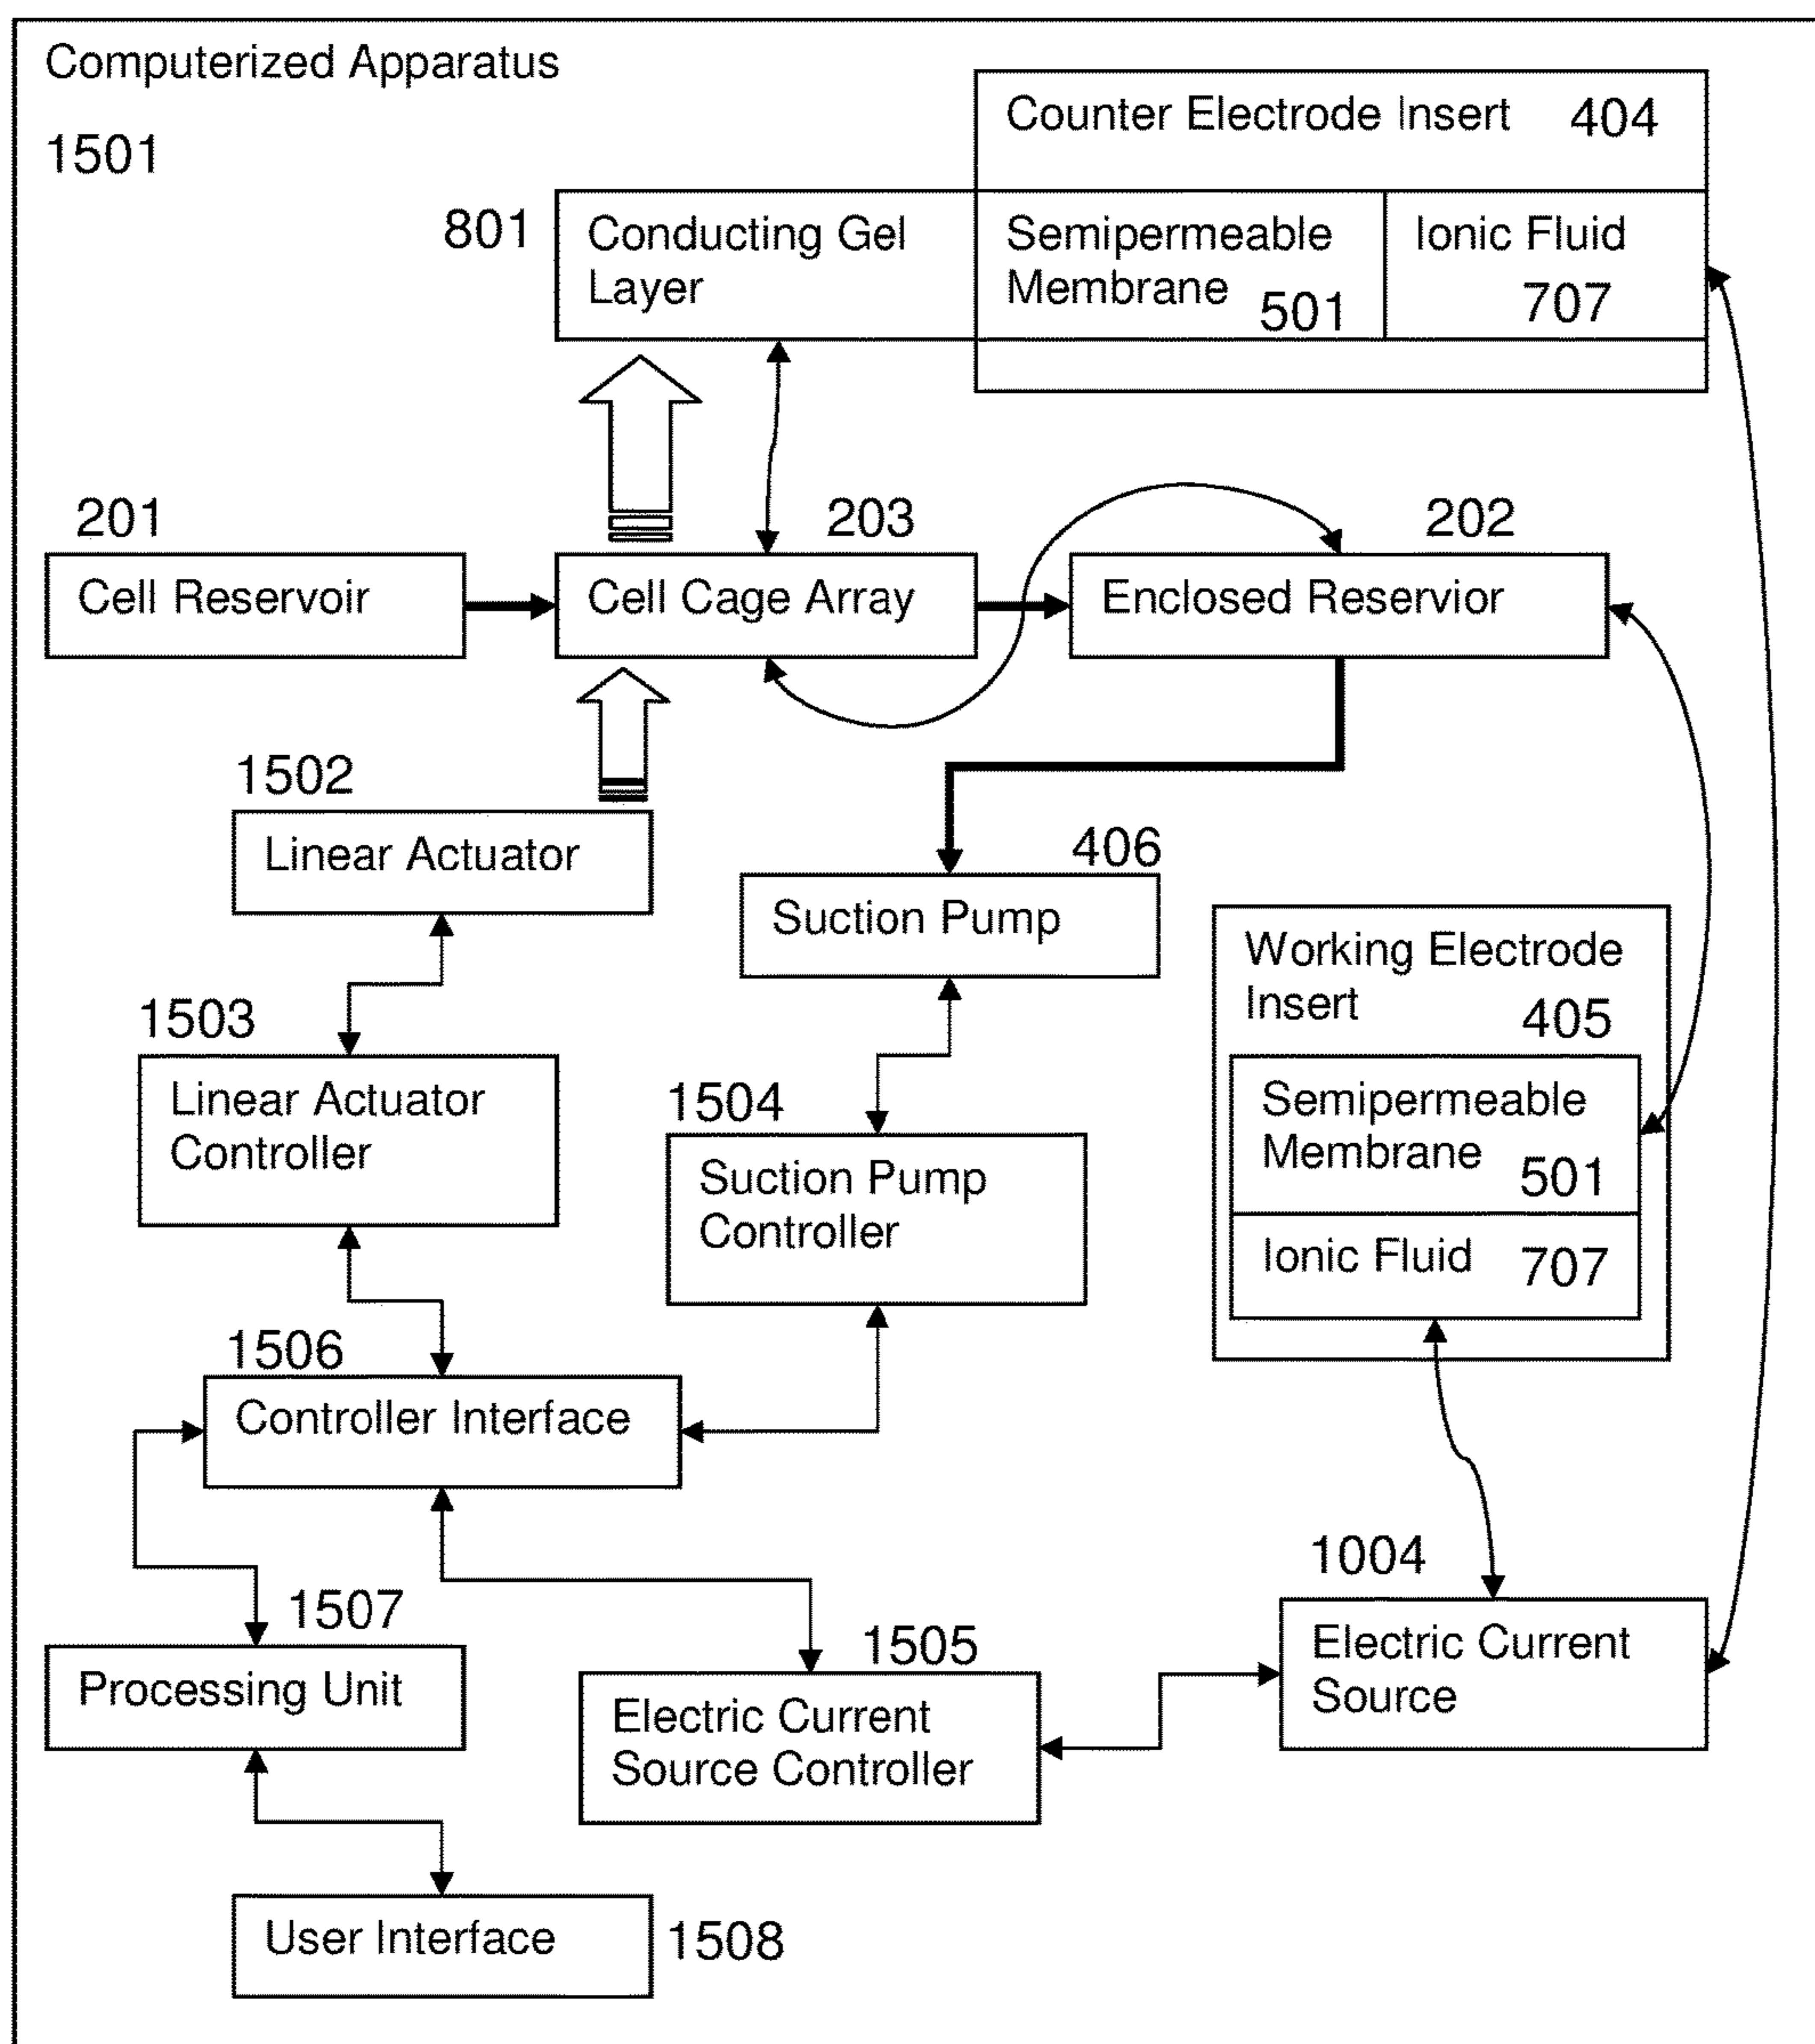 Computerized Apparatus
1501
Counter Electrode Insert 404
801
Conducting Gel
Layer
Semipermeable
Membrane 501
Ionic Fluid
707
201
Cell Reservoir
203
Cell Cage Array
202
Enclosed Reservior
1502
Linear Actuator
406
Suction Pump
Working Electrode
Insert 405
Semipermeable
Membrane 501
Ionic Fluid 707
1503
Linear Actuator
Controller
1504
Suction Pump
Controller
1506
Controller Interface
1507
Processing Unit
1505
Electric Current
Source Controller
1004
Electric Current
Source
User Interface 1508